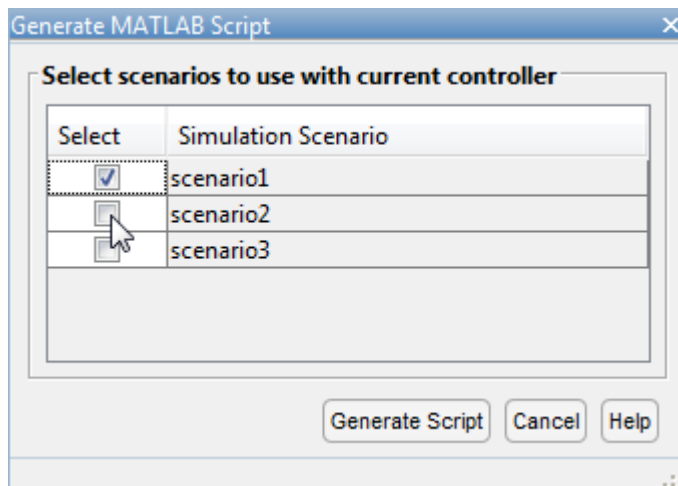 Generate MATLAB Script
Select scenarios to use with current controller
Select Simulation Scenario
scenario1
scenario2
scenario3
Generate Script Cancel Help